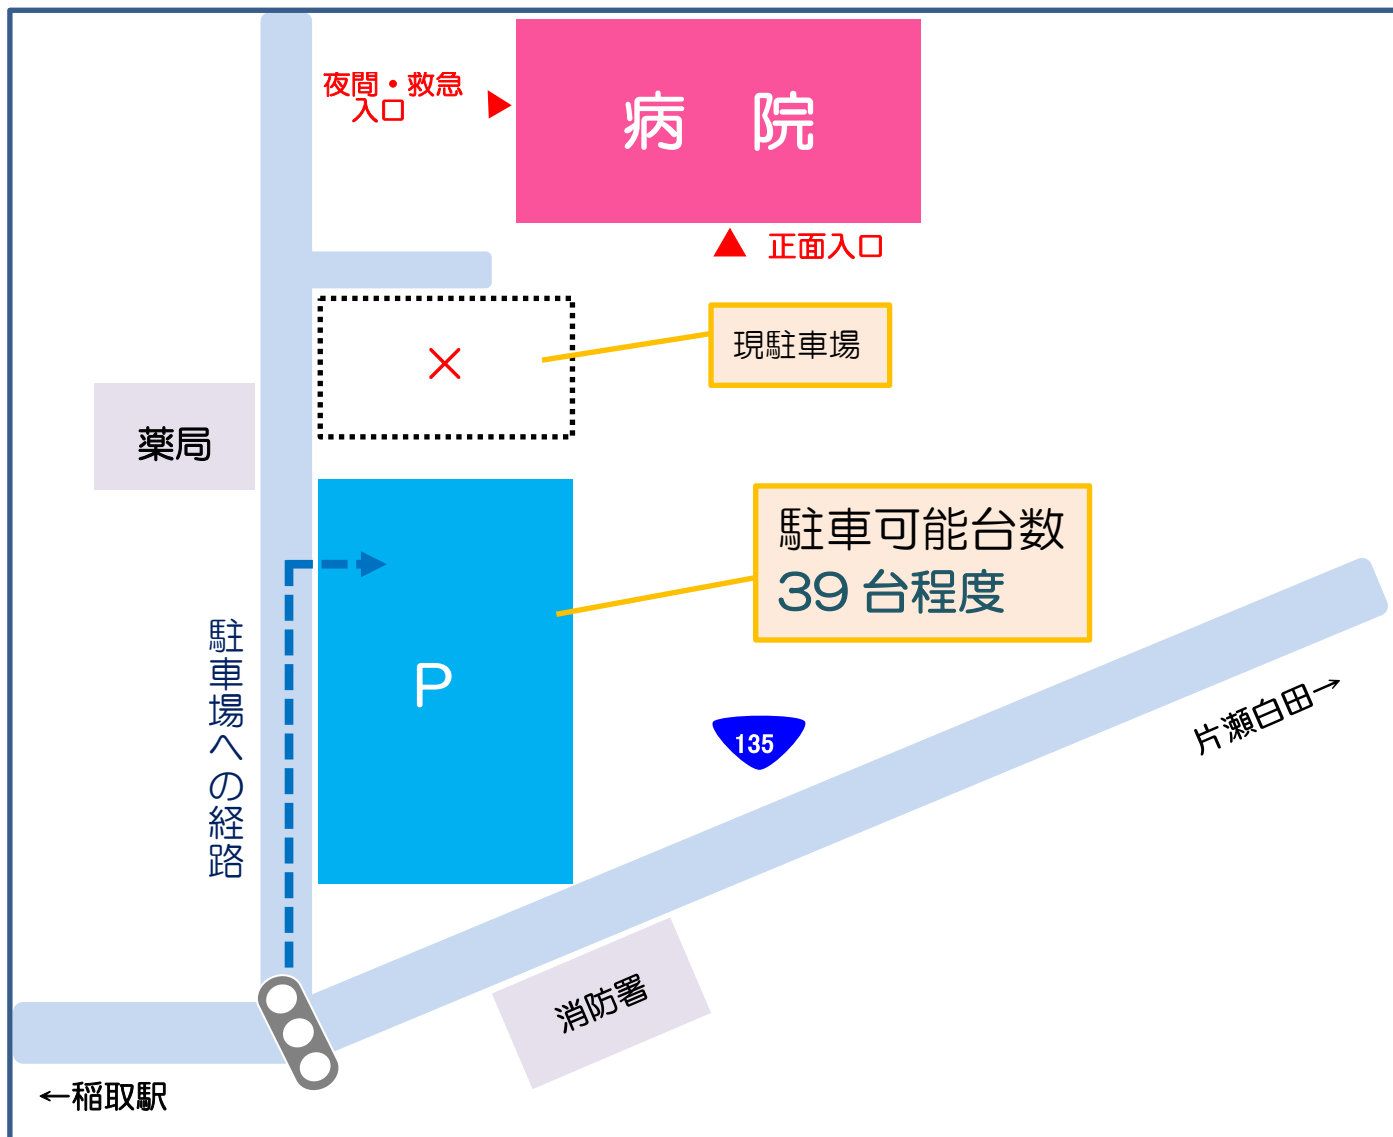 夜間・救急
入口
病　院
正面入口
現駐車場
×
薬局
駐車可能台数
39台程度
駐車場への経路
P
135
片瀬白田→
消防署
←稲取駅